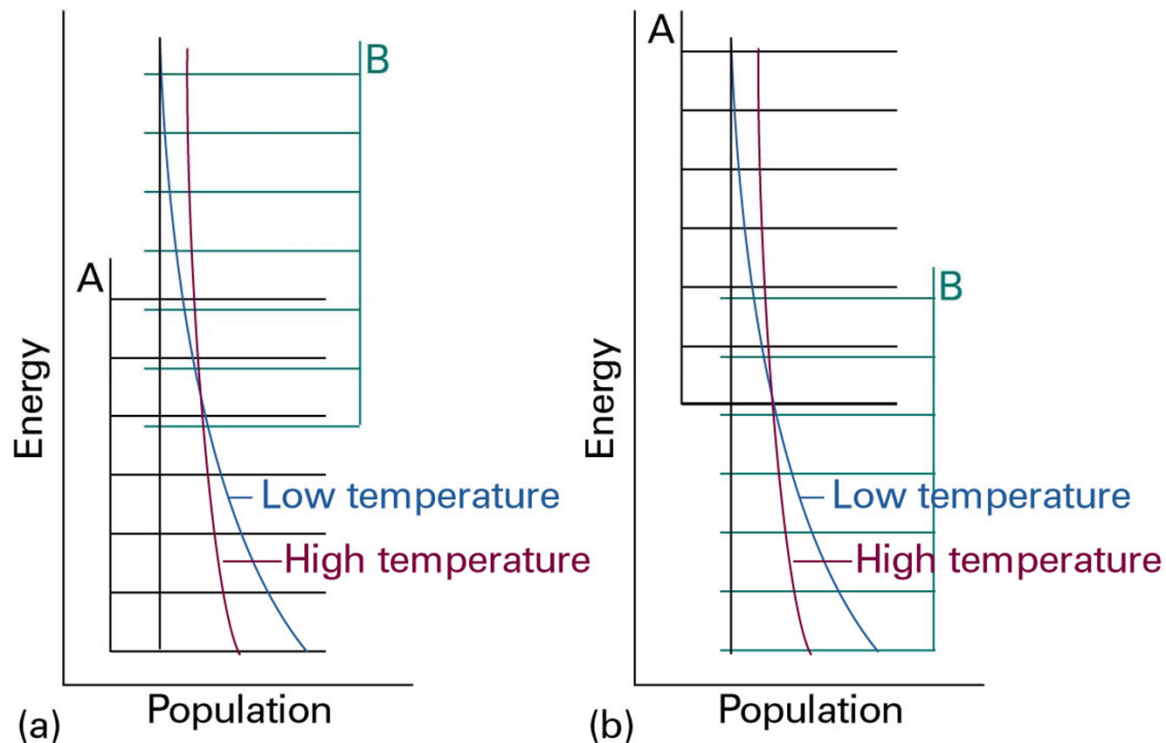 A
B
Energy
Low temperature
High temperature
Population
(a)
A
B
Energy
Low temperature
High temperature
Population
(b)